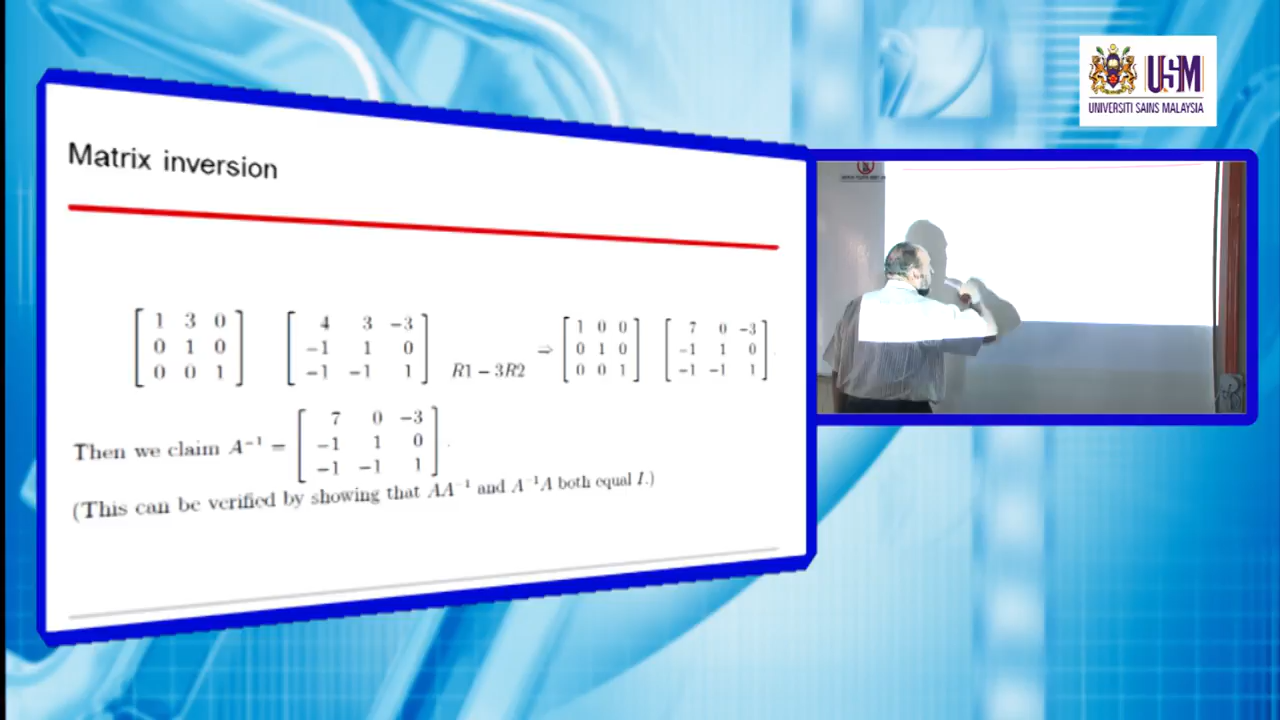 Matrix inversion
1 3 0 4 3 −3 1 0 0 7 0 −3
0 1 0 −1 1 0 ⇒ 0 1 0 −1 1 0
0 0 1 −1 −1 1 R1 − 3R2 0 0 1 −1 −1 1
7 0 −3
Then we claim A⁻¹ = −1 1 0
−1 −1 1
(This can be verified by showing that AA⁻¹ and A⁻¹A both equal I.)
USM
UNIVERSITI SAINS MALAYSIA